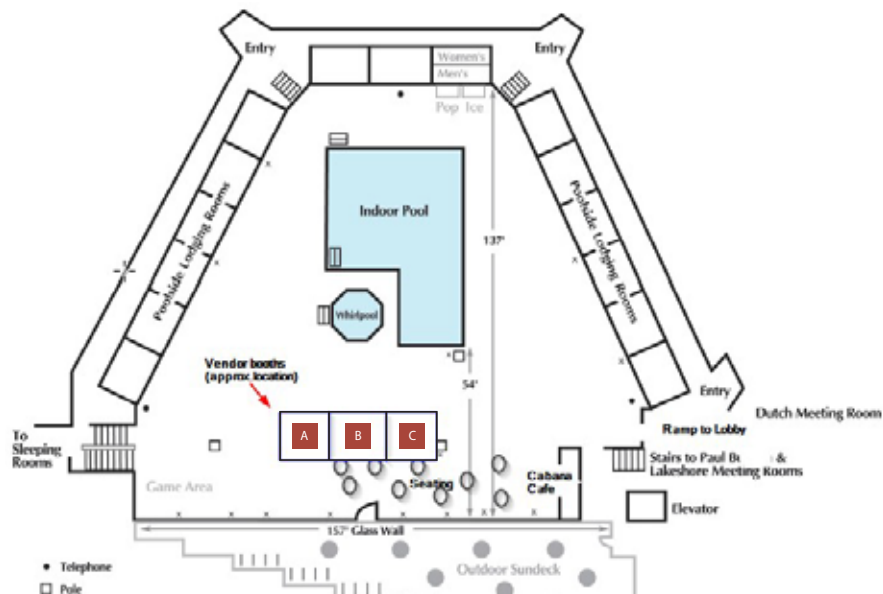 Entry
Entry
Women's
Men's
Pop Ice
Poolside Lodging Rooms
Indoor Pool
137'
Poolside Lodging Rooms
Whirlpool
Vendor booths
(approx location)
54'
Entry
Dutch Meeting Room
Ramp to Lobby
A
B
C
To
Sleeping
Rooms
Stairs to Paul &
Lakeshore Meeting Rooms
Seating
Cabana
Cafe
Game Area
Elevator
157' Glass Wall
Telephone
Outdoor Sundeck
Pole